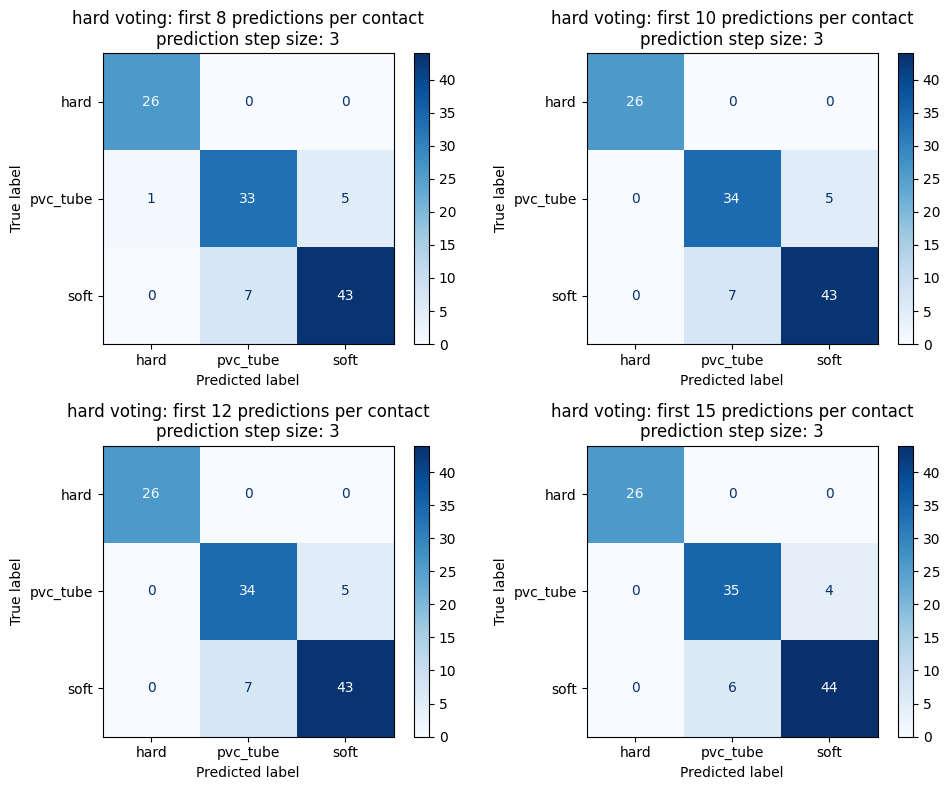 hard voting: first 8 predictions per contact
prediction step size: 3
True label
hard
pvc_tube
soft
26 0 0
1 33 5
0 7 43
hard pvc_tube soft
Predicted label
40
35
30
25
20
15
10
5
0
hard voting: first 10 predictions per contact
prediction step size: 3
True label
hard
pvc_tube
soft
26 0 0
0 34 5
0 7 43
hard pvc_tube soft
Predicted label
40
35
30
25
20
15
10
5
0
hard voting: first 12 predictions per contact
prediction step size: 3
True label
hard
pvc_tube
soft
26 0 0
0 34 5
0 7 43
hard pvc_tube soft
Predicted label
40
35
30
25
20
15
10
5
0
hard voting: first 15 predictions per contact
prediction step size: 3
True label
hard
pvc_tube
soft
26 0 0
0 35 4
0 6 44
hard pvc_tube soft
Predicted label
40
35
30
25
20
15
10
5
0